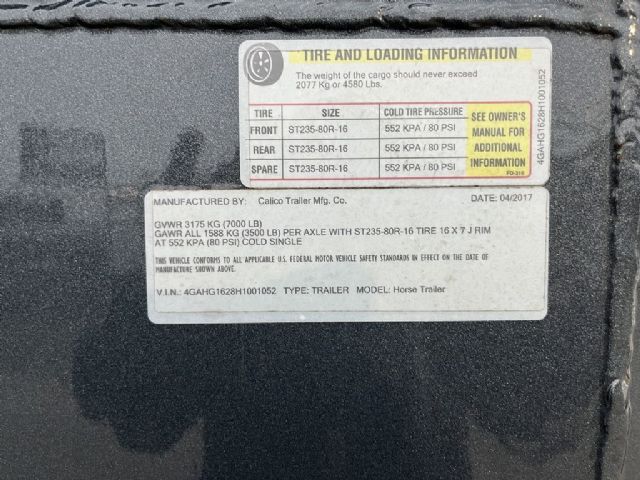 TIRE AND LOADING INFORMATION
The weight of the cargo should never exceed
2077 Kg or 4580 Lbs.
TIRE SIZE COLD TIRE PRESSURE
FRONT ST235-80R-16 552 KPA / 80 PSI
REAR ST235-80R-16 552 KPA / 80 PSI
SPARE ST235-80R-16 552 KPA / 80 PSI
SEE OWNER'S
MANUAL FOR
ADDITIONAL
INFORMATION
4GAHG1628H1001052
MANUFACTURED BY: Calico Trailer Mfg. Co. DATE: 04/2017
GVWR 3175 KG (7000 LB)
GAWR ALL 1588 KG (3500 LB) PER AXLE WITH ST235-80R-16 TIRE 16 X 7 J RIM
AT 552 KPA (80 PSI) COLD SINGLE
THIS VEHICLE CONFORMS TO ALL APPLICABLE U.S. FEDERAL MOTOR VEHICLE SAFETY STANDARDS IN EFFECT ON THE DATE OF
MANUFACTURE SHOWN ABOVE.
V.I.N.: 4GAHG1628H1001052 TYPE: TRAILER MODEL: Horse Trailer